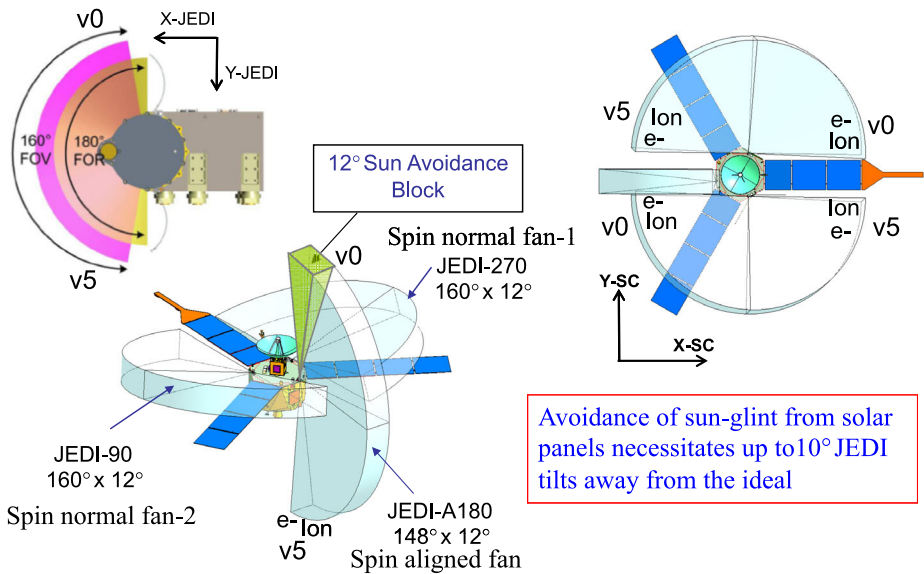 v0
X-JEDI
Y-JEDI
160°
FOV
180°
FOR
v5
12° Sun Avoidance
Block
v0
Spin normal fan-1
JEDI-270
160° x 12°
JEDI-90
160° x 12°
Spin normal fan-2
e- Ion
v5
JEDI-A180
148° x 12°
Spin aligned fan
v5
Ion
e-
e-
Ion
v0
v0
e-
Ion
Ion
e-
v5
Y-SC
X-SC
Avoidance of sun-glint from solar
panels necessitates up to10° JEDI
tilts away from the ideal